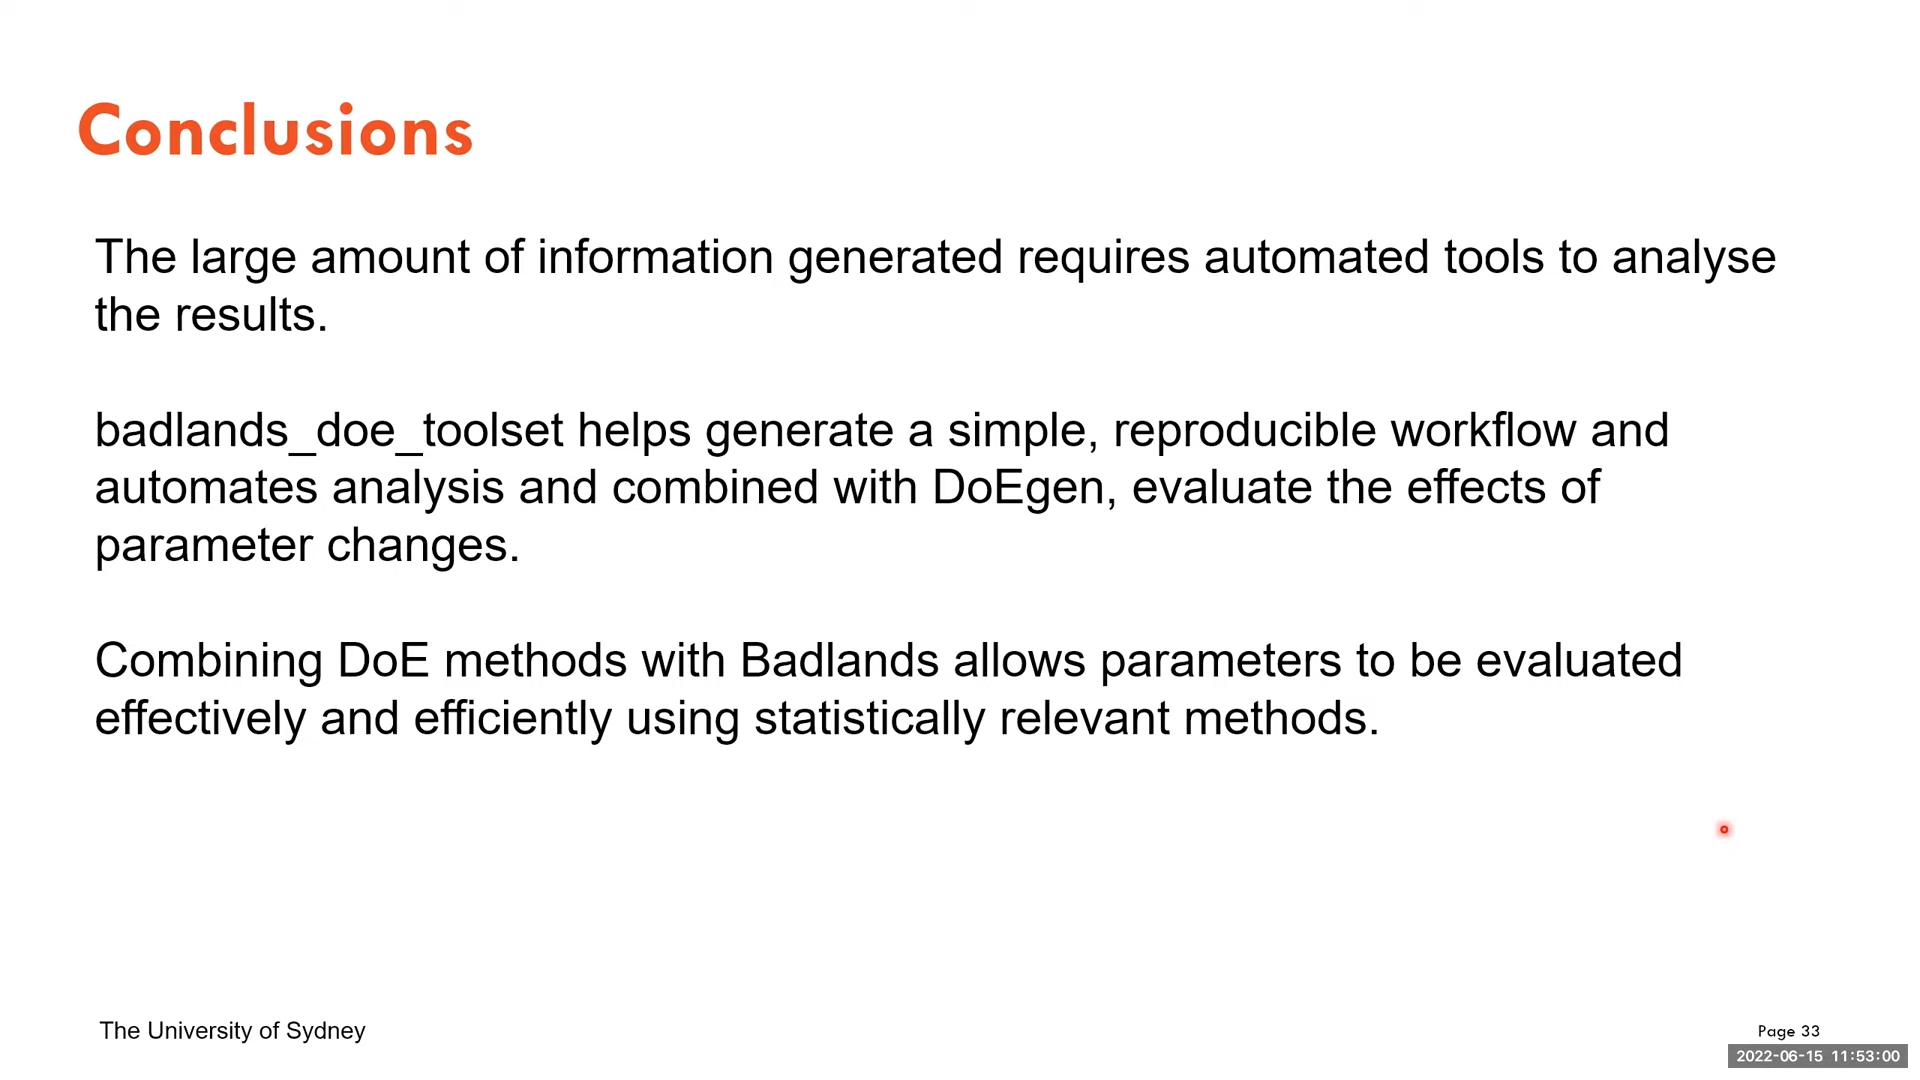 Conclusions
The large amount of information generated requires automated tools to analyse
the results.
badlands_doe_toolset helps generate a simple, reproducible workflow and
automates analysis and combined with DoEgen, evaluate the effects of
parameter changes.
Combining DoE methods with Badlands allows parameters to be evaluated
effectively and efficiently using statistically relevant methods.
The University of Sydney
Page 33
2022-06-15 11:53:00